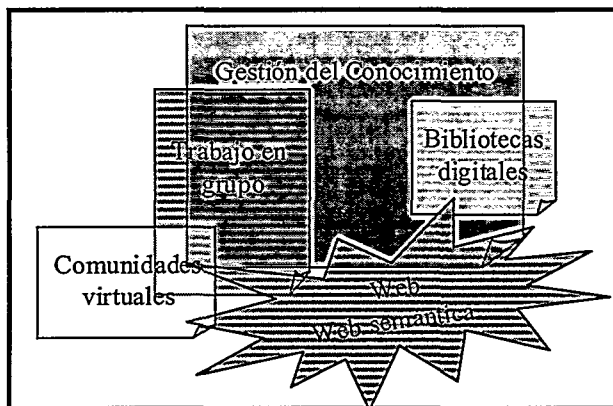 Gestión del Conocimiento
Trabajo en
grupo
Bibliotecas
digitales
Comunidades
virtuales
Web
Web semántica